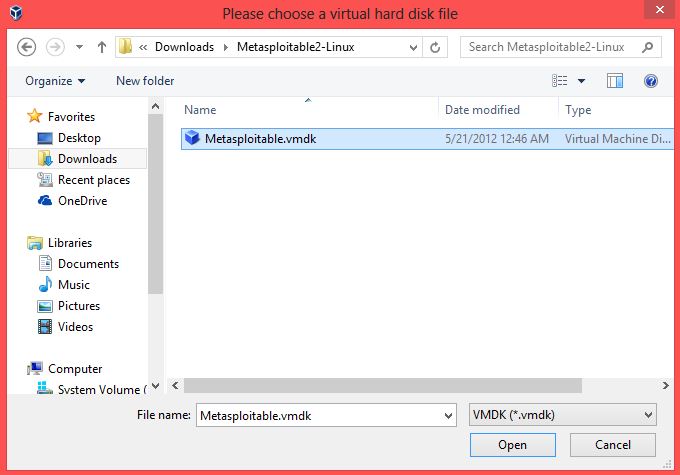 Please choose a virtual hard disk file
« Downloads Metasploitable2-Linux Search Metasploitable2-Linux
Organize New folder
Favorites
Desktop
Downloads
Recent places
OneDrive
Libraries
Documents
Music
Pictures
Videos
Computer
System Volume (
Name Date modified Type
Metasploitable.vmdk 5/21/2012 12:46 AM Virtual Machine Di...
File name: Metasploitable.vmdk VMDK (*.vmdk)
Open Cancel